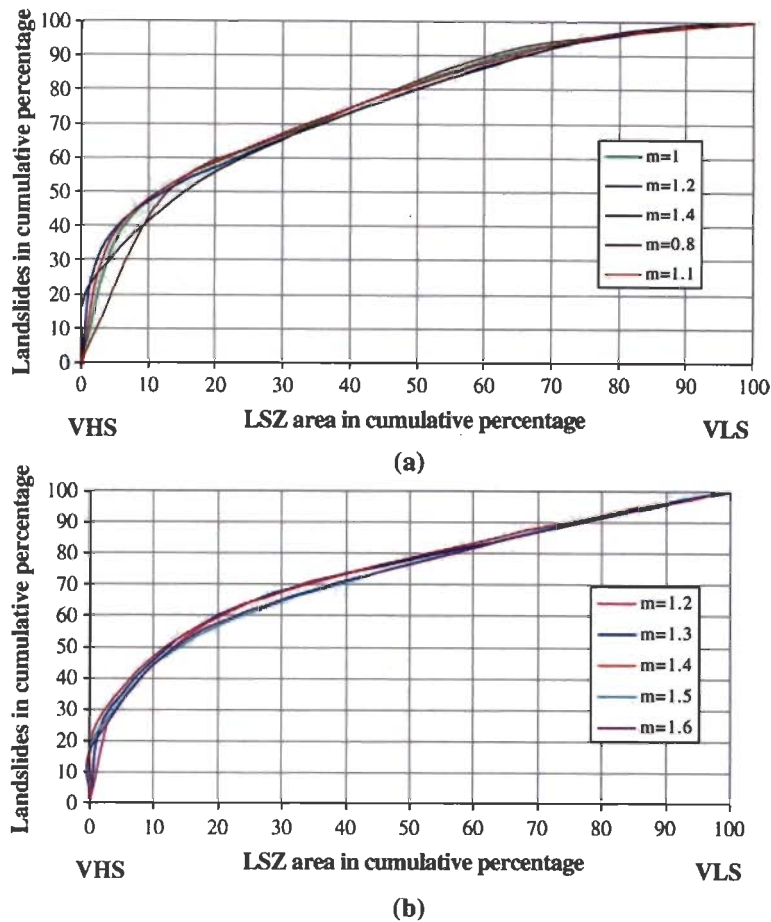 100
90
80
70
60
50
40
30
20
10
0
Landslides in cumulative percentage
m=1
m=1.2
m=1.4
m=0.8
m=1.1
0 10 20 30 40 50 60 70 80 90 100
VHS LSZ area in cumulative percentage VLS
(a)
100
90
80
70
60
50
40
30
20
10
0
Landslides in cumulative percentage
m=1.2
m=1.3
m=1.4
m=1.5
m=1.6
0 10 20 30 40 50 60 70 80 90 100
VHS LSZ area in cumulative percentage VLS
(b)